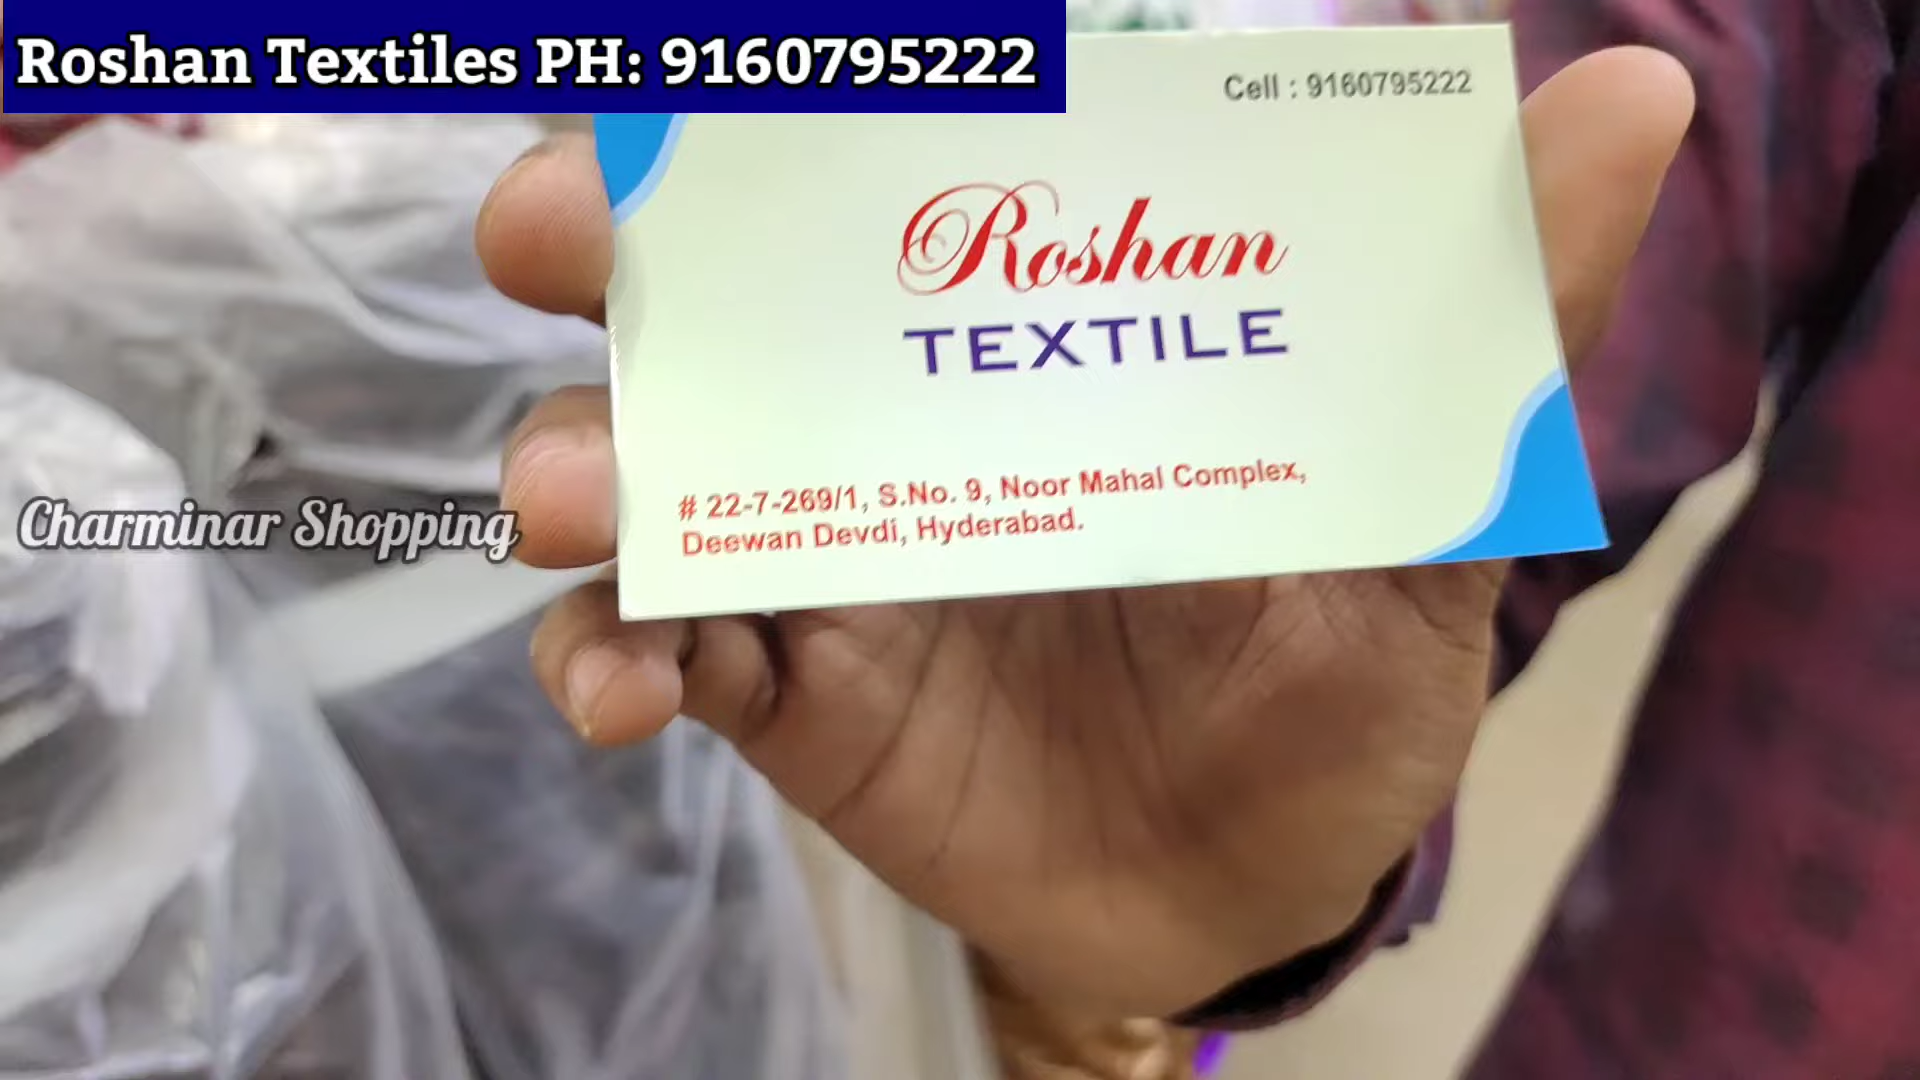 Roshan Textiles PH: 9160795222
Cell : 9160795222
Roshan
TEXTILE
# 22-7-269/1, S.No. 9, Noor Mahal Complex,
Deewan Devdi, Hyderabad.
Charminar Shopping